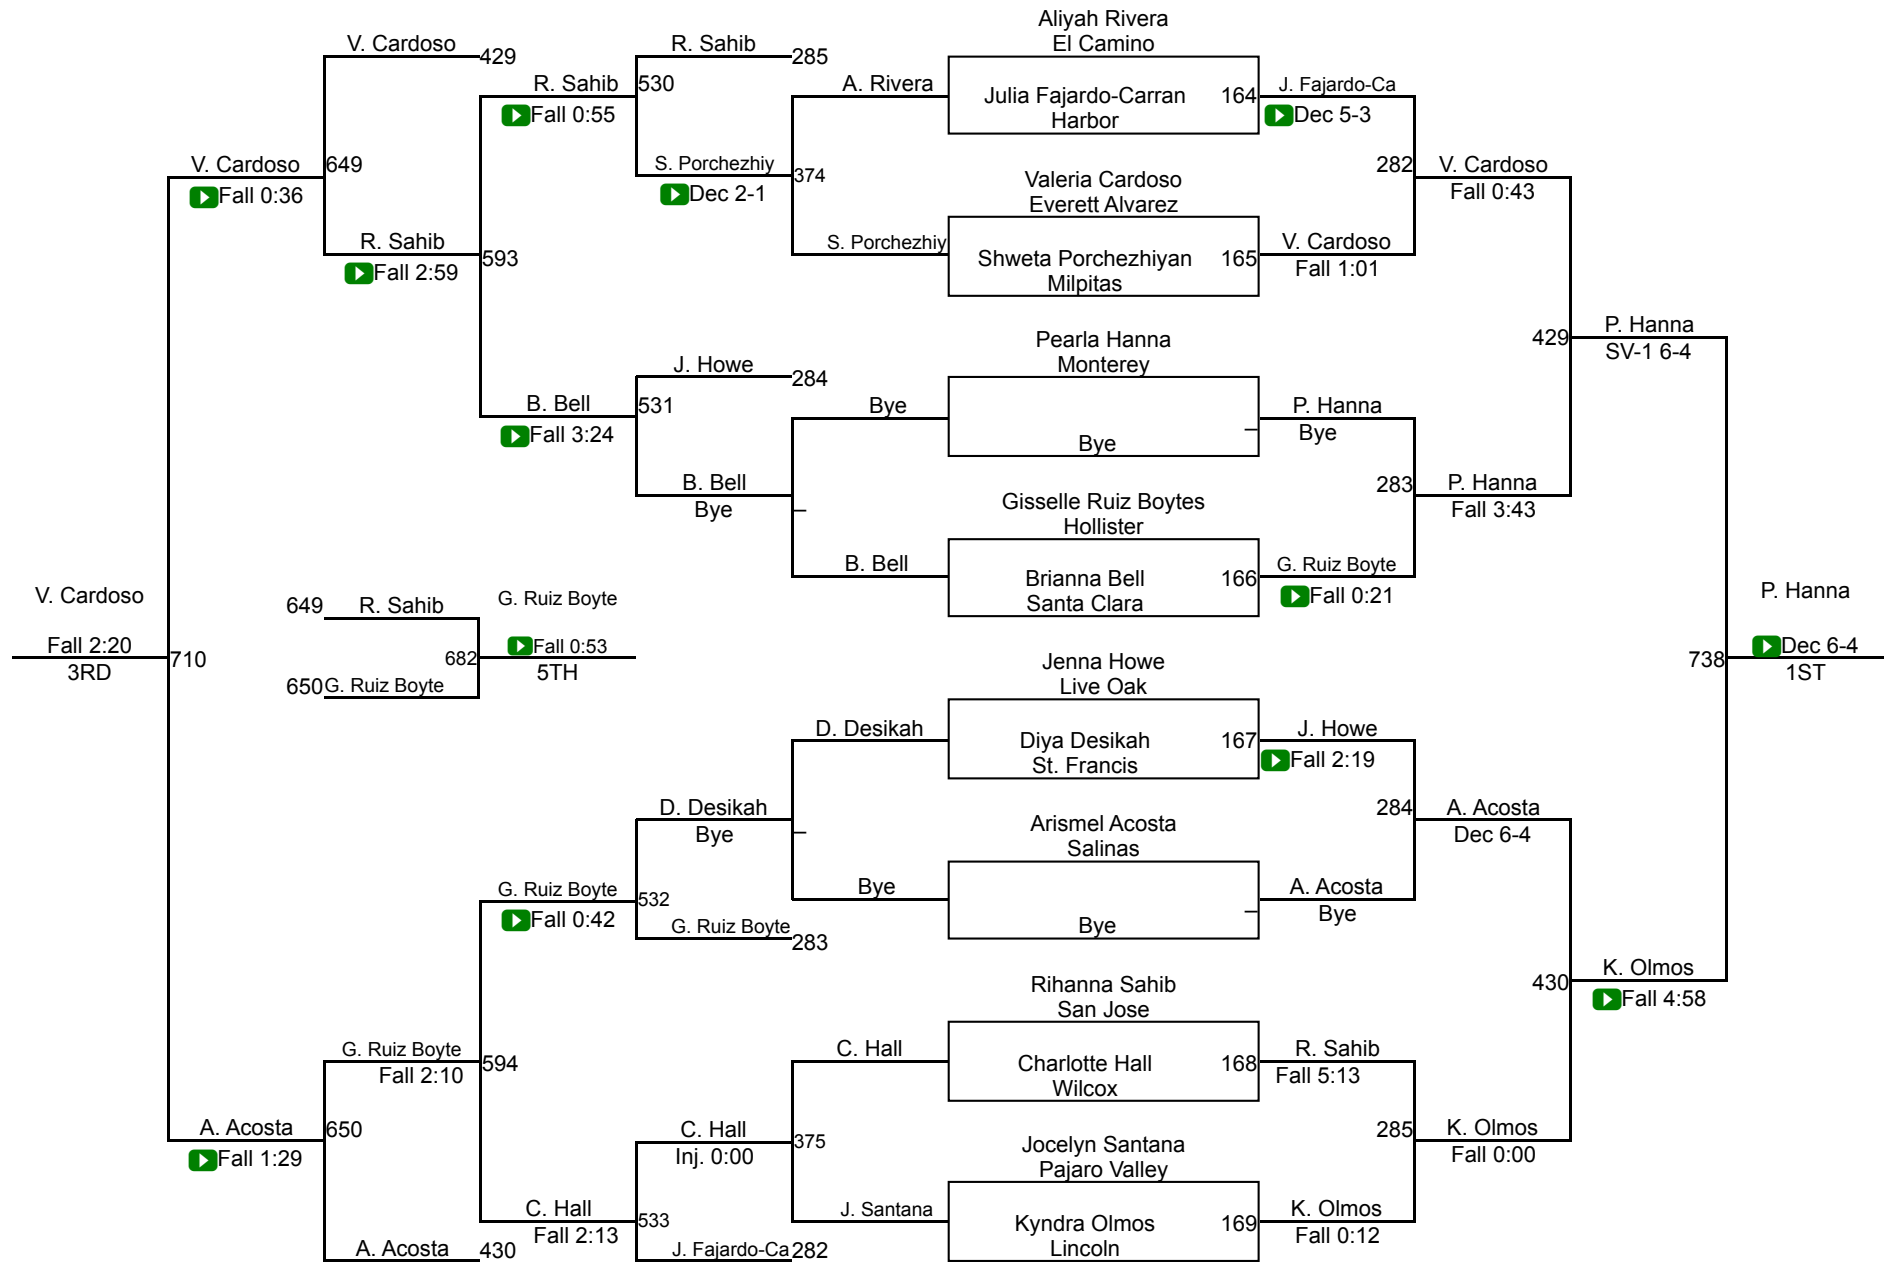 Aliyah Rivera
El Camino
V. Cardoso
429
R. Sahib
285
R. Sahib
530
A. Rivera
Julia Fajardo-Carran
164
Harbor
J. Fajardo-Ca
Fall 0:55
Dec 5-3
V. Cardoso
649
S. Porchezhiy
374
282
V. Cardoso
Fall 0:36
Dec 2-1
Valeria Cardoso
Everett Alvarez
Fall 0:43
R. Sahib
593
S. Porchezhiy
Shweta Porchezhiyan
165
Milpitas
V. Cardoso
Fall 2:59
Fall 1:01
Pearla Hanna
Monterey
429
P. Hanna
SV-1 6-4
J. Howe
284
B. Bell
531
Bye
Bye
P. Hanna
Bye
Fall 3:24
B. Bell
Bye
Gisselle Ruiz Boytes
Hollister
283
P. Hanna
Fall 3:43
B. Bell
Brianna Bell
166
Santa Clara
G. Ruiz Boyte
Fall 0:21
V. Cardoso
649
R. Sahib
G. Ruiz Boyte
P. Hanna
Fall 2:20
710
3RD
682
Fall 0:53
5TH
650
G. Ruiz Boyte
Jenna Howe
Live Oak
738
Dec 6-4
1ST
D. Desikah
Diya Desikah
167
St. Francis
J. Howe
Fall 2:19
D. Desikah
Bye
Arismel Acosta
Salinas
284
A. Acosta
Dec 6-4
G. Ruiz Boyte
532
Bye
Bye
A. Acosta
Bye
Fall 0:42
G. Ruiz Boyte
283
Rihanna Sahib
San Jose
430
K. Olmos
Fall 4:58
G. Ruiz Boyte
594
Fall 2:10
C. Hall
Charlotte Hall
168
Wilcox
R. Sahib
Fall 5:13
A. Acosta
650
Fall 1:29
C. Hall
375
Inj. 0:00
Jocelyn Santana
Pajaro Valley
285
K. Olmos
Fall 0:00
C. Hall
533
Fall 2:13
J. Santana
Kyndra Olmos
169
Lincoln
K. Olmos
Fall 0:12
A. Acosta
430
J. Fajardo-Ca
282